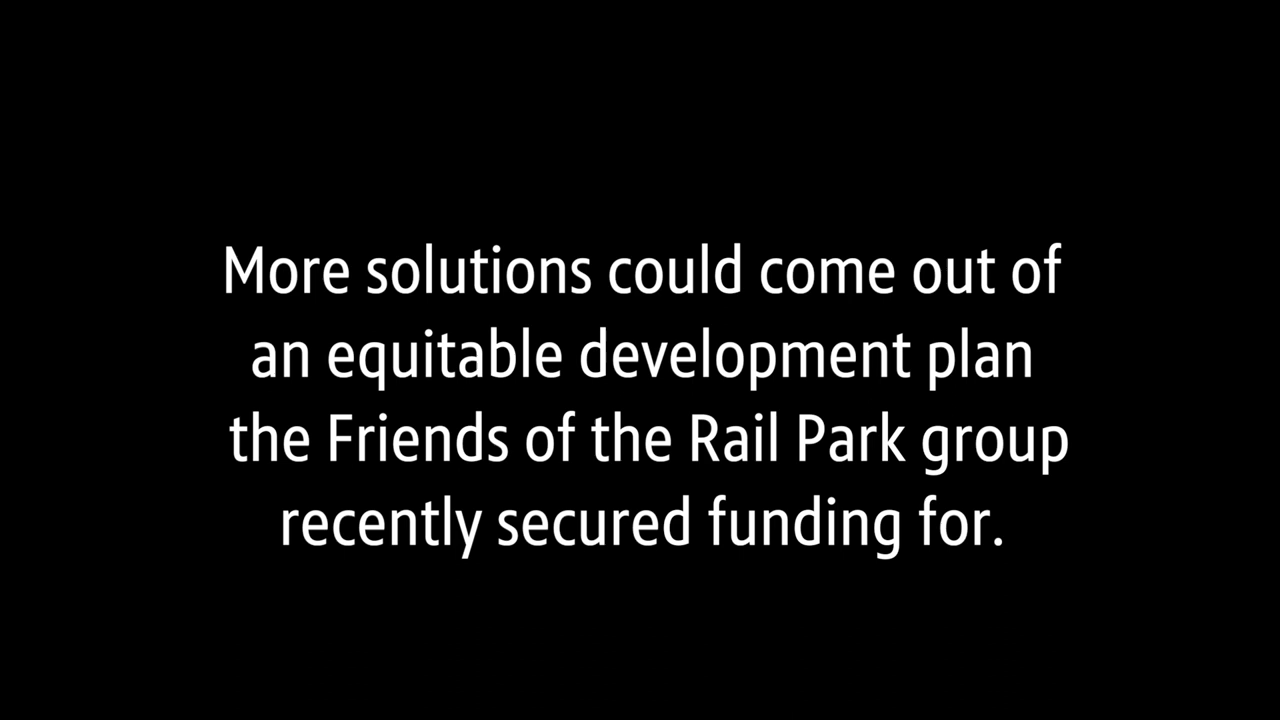 More solutions could come out of
an equitable development plan
the Friends of the Rail Park group
recently secured funding for.